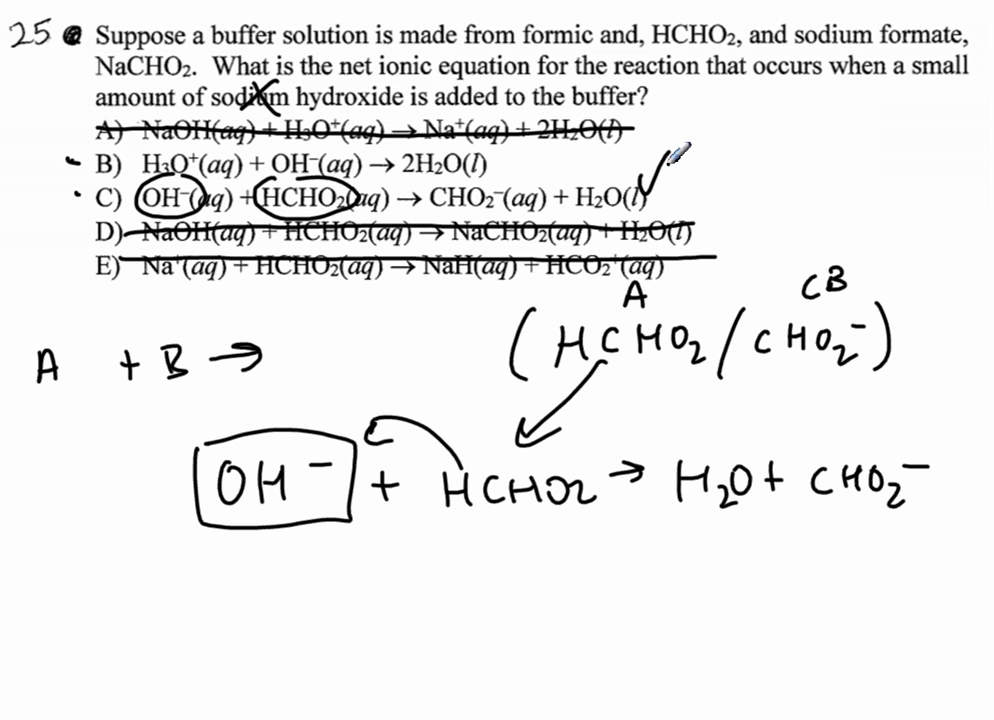 25 Suppose a buffer solution is made from formic and, HCHO₂, and sodium formate,
NaCHO₂. What is the net ionic equation for the reaction that occurs when a small
amount of sodium hydroxide is added to the buffer?
A) NaOH(aq) + H₃O⁺(aq) → Na⁺(aq) + 2H₂O(l)
B) H₃O⁺(aq) + OH⁻(aq) → 2H₂O(l)
C) OH⁻(aq) + HCHO₂(aq) → CHO₂⁻(aq) + H₂O(l)
D) NaOH(aq) + HCHO₂(aq) → NaCHO₂(aq) + H₂O(l)
E) Na⁺(aq) + HCHO₂(aq) → NaH(aq) + HCO₂⁺(aq)
A CB
(HCHO₂/CHO₂⁻)
A + B →
OH⁻ + HCHO₂ → H₂O + CHO₂⁻